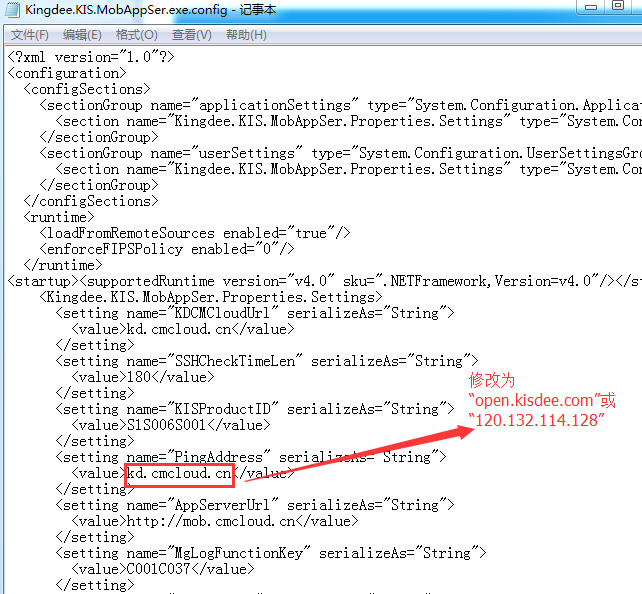 Kingdee.KIS.MobAppSer.exe.config - 记事本
文件(F) 编辑(E) 格式(O) 查看(V) 帮助(H)
<?xml version="1.0"?>
<configuration>
<configSections>
<sectionGroup name="applicationSettings" type="System.Configuration.Applica
<section name="Kingdee.KIS.MobAppSer.Properties.Settings" type="System.Con
</sectionGroup>
<sectionGroup name="userSettings" type="System.Configuration.UserSettingsGro
<section name="Kingdee.KIS.MobAppSer.Properties.Settings" type="System.Con
</sectionGroup>
</configSections>
<runtime>
<loadFromRemoteSources enabled="true"/>
<enforceFIPSPolicy enabled="0"/>
</runtime>
<startup><supportedRuntime version="v4.0" sku=".NETFramework,Version=v4.0"/></st
<Kingdee.KIS.MobAppSer.Properties.Settings>
<setting name="KDCMCloudUrl" serializeAs="String">
<value>kd.cmcloud.cn</value>
</setting>
<setting name="SSHCheckTimeLen" serializeAs="String">
<value>180</value>
</setting>
<setting name="KISProductID" serializeAs="String">
<value>S1S006S001</value>
</setting>
<setting name="PingAddress" serializeAs="String">
<value>kd.cmcloud.cn</value>
</setting>
<setting name="AppServerUrl" serializeAs="String">
<value>http://mob.cmcloud.cn</value>
</setting>
<setting name="MgLogFunctionKey" serializeAs="String">
<value>C001C037</value>
</setting>
修改为
“open.kisdee.com”或
“120.132.114.128”